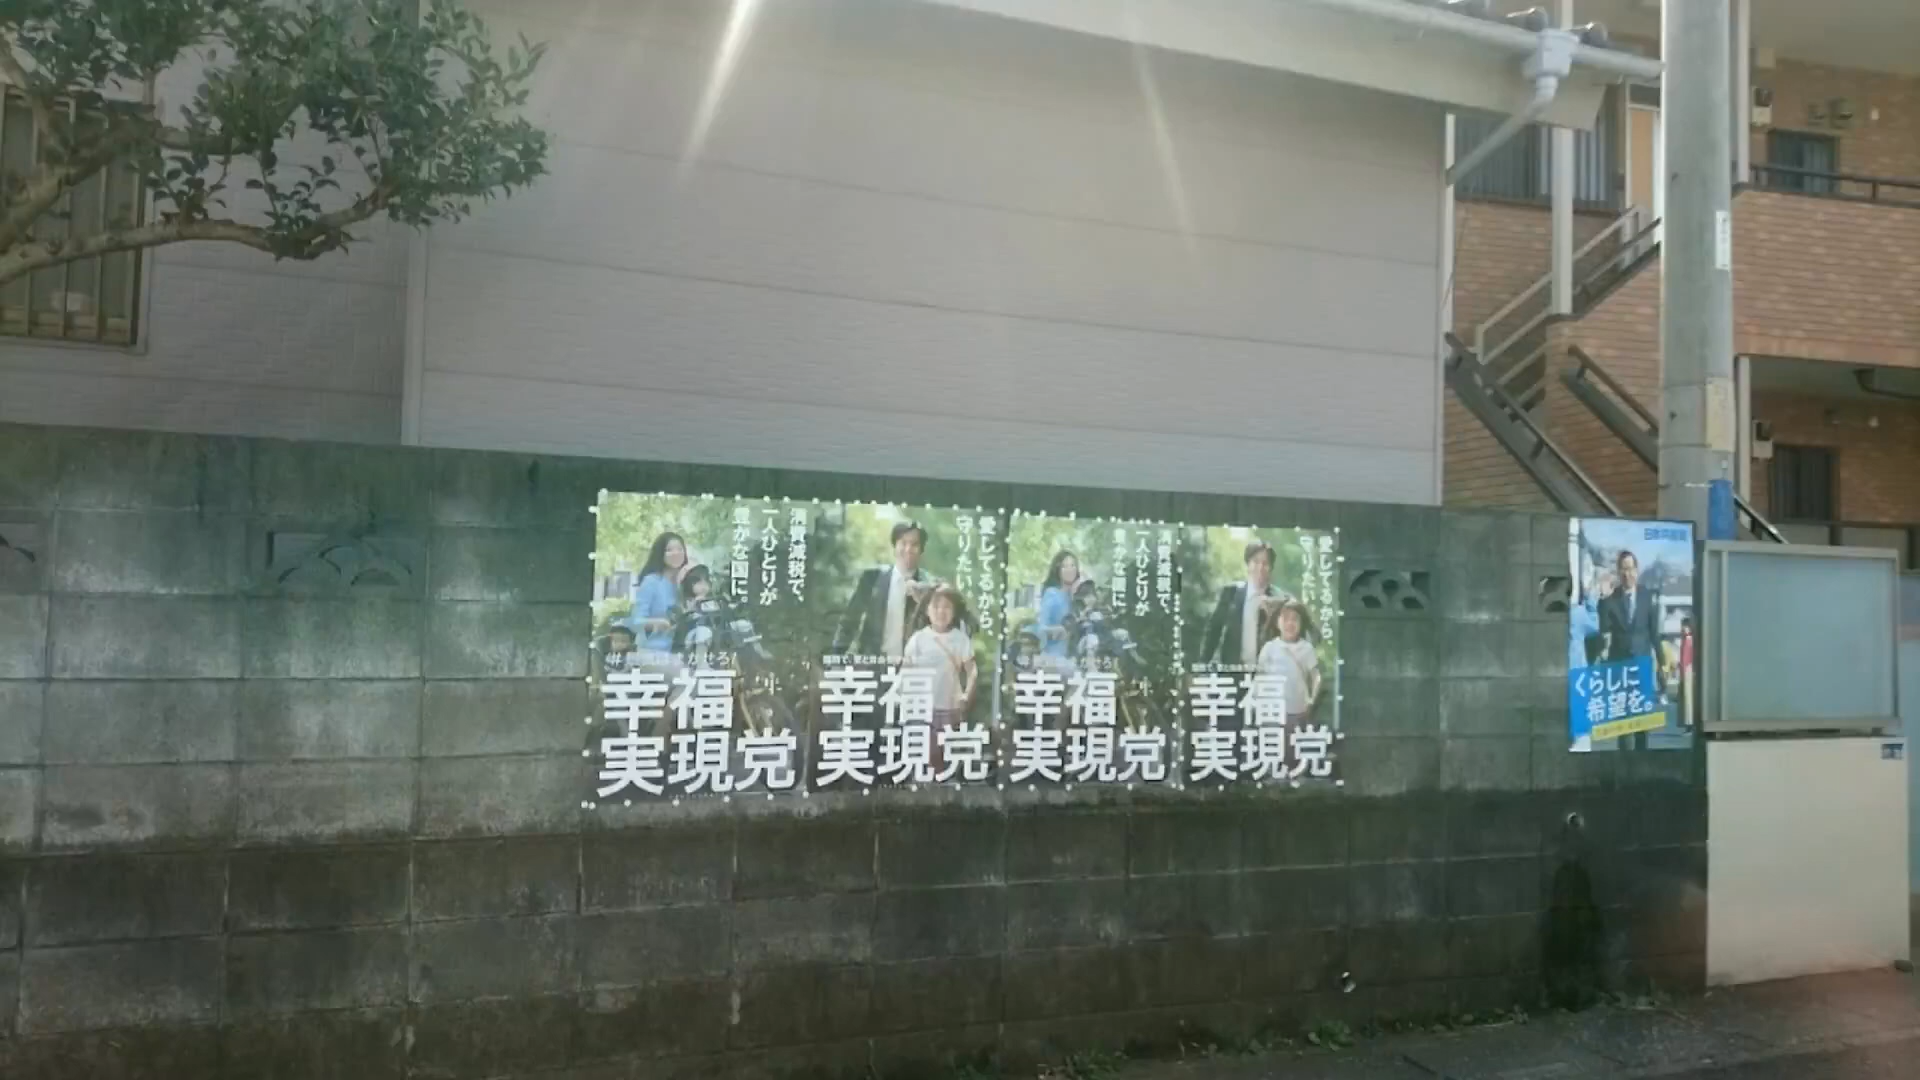 消費減税で、
一人ひとりが
豊かな国に。
幸福
実現党
愛してるから、
守りたい。
幸福
実現党
消費減税で、
一人ひとりが
豊かな国に。
幸福
実現党
愛してるから、
守りたい。
幸福
実現党
日本共産党
くらしに
希望を。